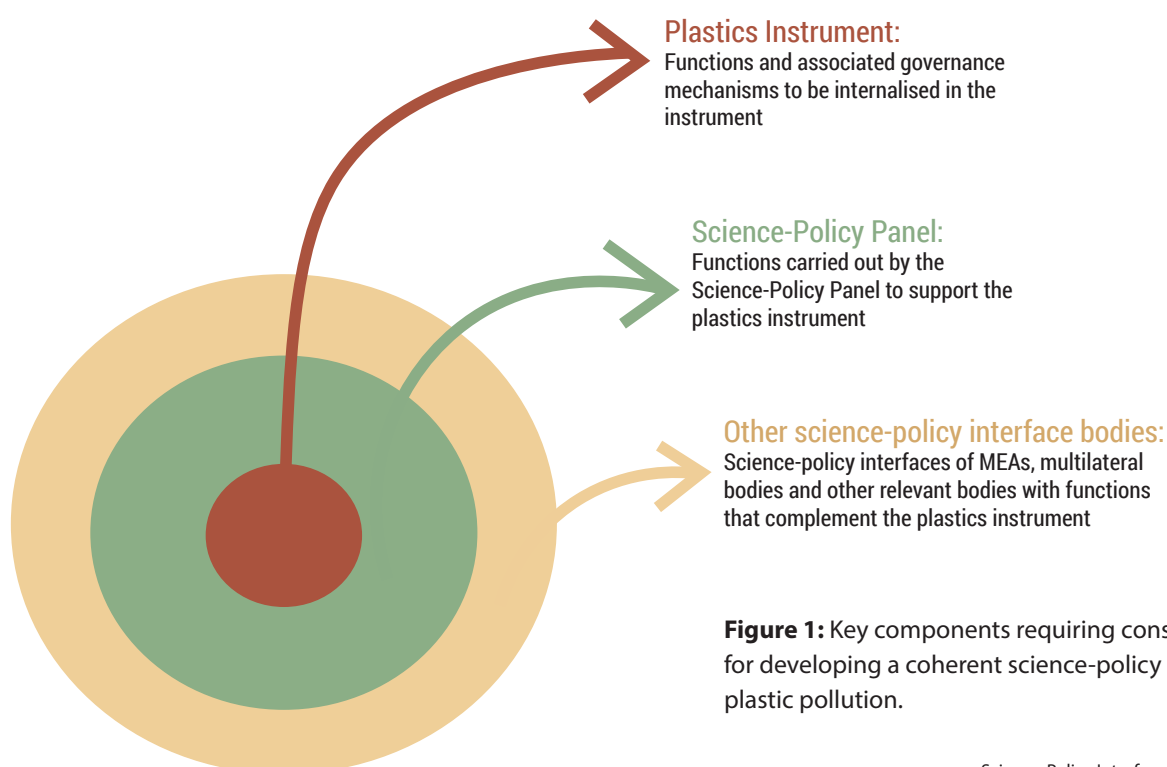 Plastics Instrument:
Functions and associated governance
mechanisms to be internalised in the
instrument
Science-Policy Panel:
Functions carried out by the
Science-Policy Panel to support the
plastics instrument
Other science-policy interface bodies:
Science-policy interfaces of MEAs, multilateral
bodies and other relevant bodies with functions
that complement the plastics instrument
Figure 1: Key components requiring cons
for developing a coherent science-policy
plastic pollution.